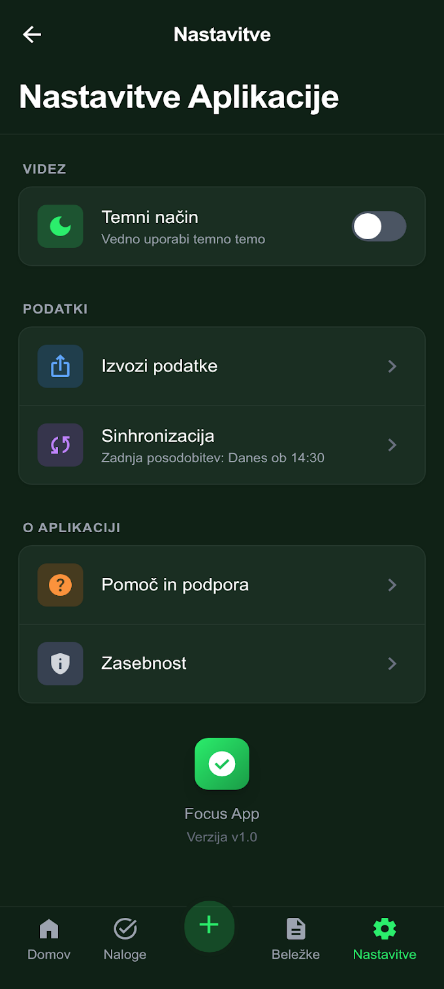 Nastavitve
Nastavitve Aplikacije
VIDEZ
Temni način
Vedno uporabi temno temo
PODATKI
Izvozi podatke
Sinhronizacija
Zadnja posodobitev: Danes ob 14:30
O APLIKACIJI
Pomoč in podpora
Zasebnost
Focus App
Verzija v1.0
Domov
Naloge
Beležke
Nastavitve